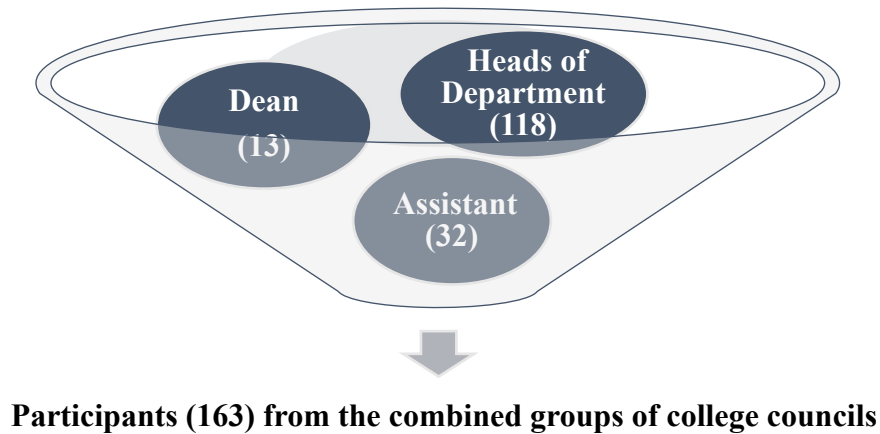 Heads of
Department
(118)
Dean
(13)
Assistant
(32)
Participants (163) from the combined groups of college councils